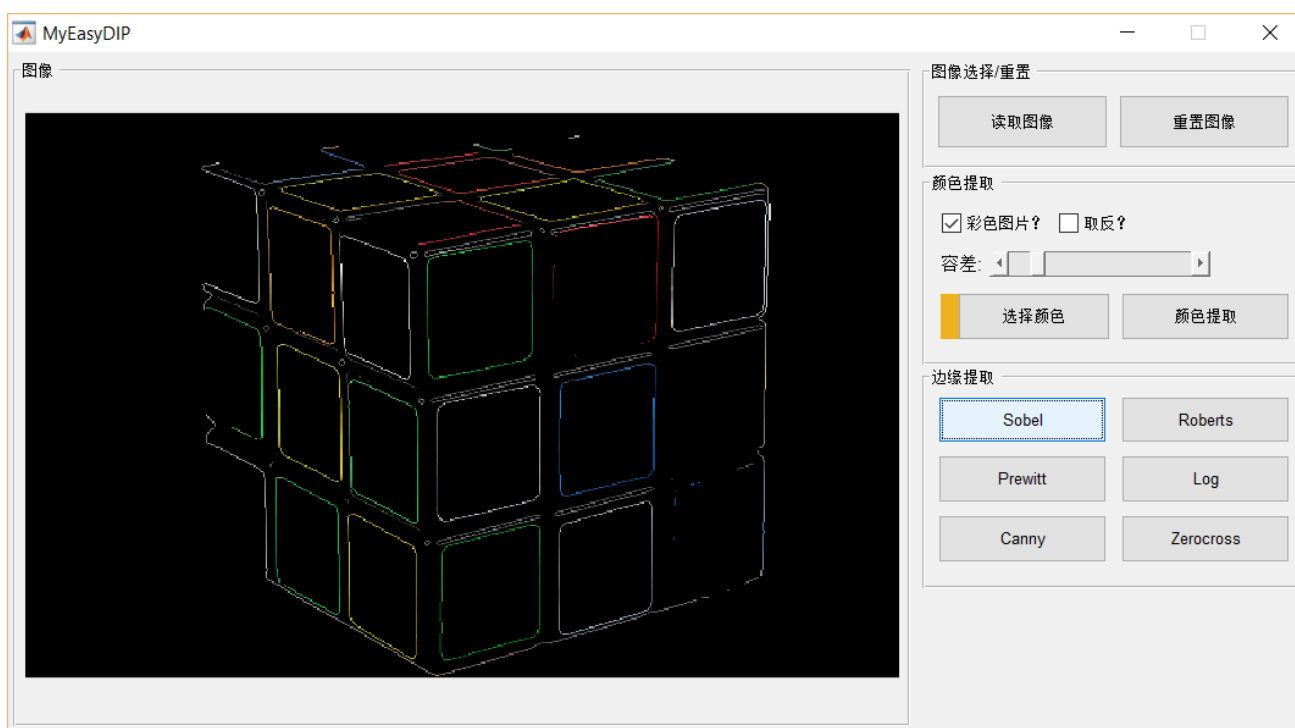 MyEasyDIP
图像
图像选择/重置
读取图像
重置图像
颜色提取
彩色图片? 取反?
容差:
选择颜色
颜色提取
边缘提取
Sobel
Roberts
Prewitt
Log
Canny
Zerocross